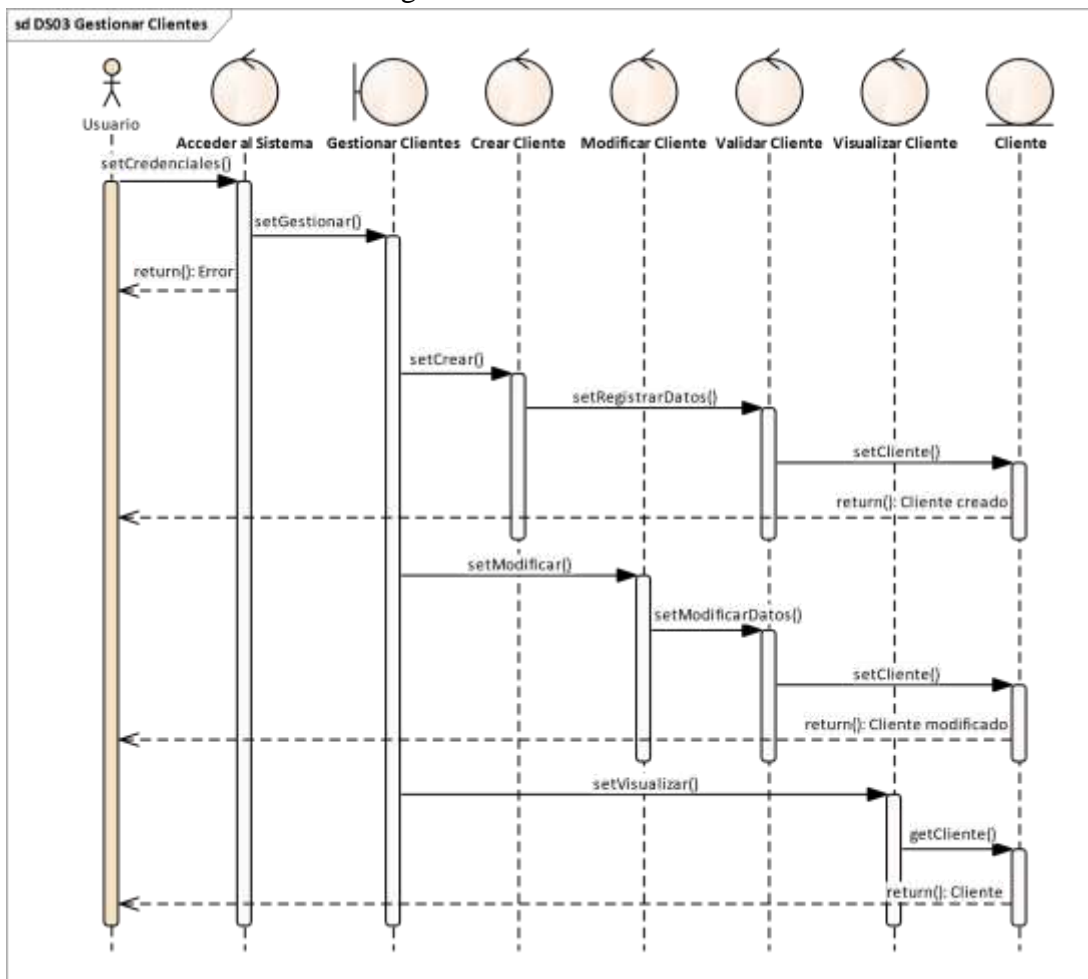 sd DS03 Gestionar Clientes
Usuario
Acceder al Sistema
Gestionar Clientes
Crear Cliente
Modificar Cliente
Validar Cliente
Visualizar Cliente
Cliente
setCredenciales()
setGestionar()
return(): Error
setCrear()
setRegistrarDatos()
setCliente()
return(): Cliente creado
setModificar()
setModificarDatos()
setCliente()
return(): Cliente modificado
setVisualizar()
getCliente()
return(): Cliente